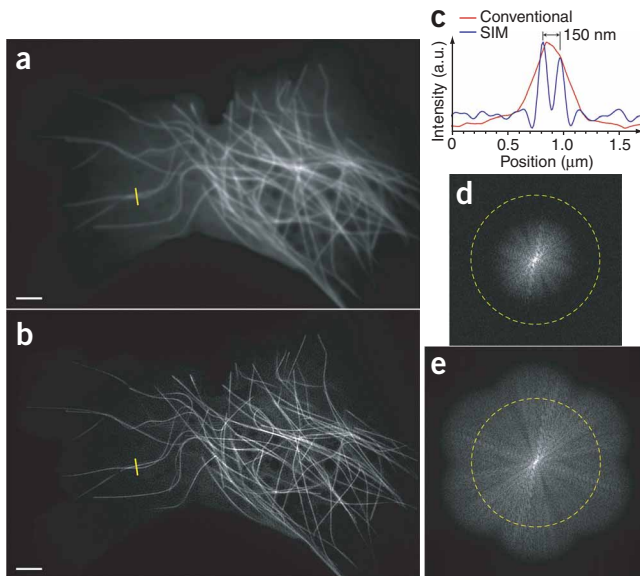 a
b
c
Conventional
SIM
150 nm
Intensity (a.u.)
0 0.5 1.0 1.5
Position (μm)
d
e